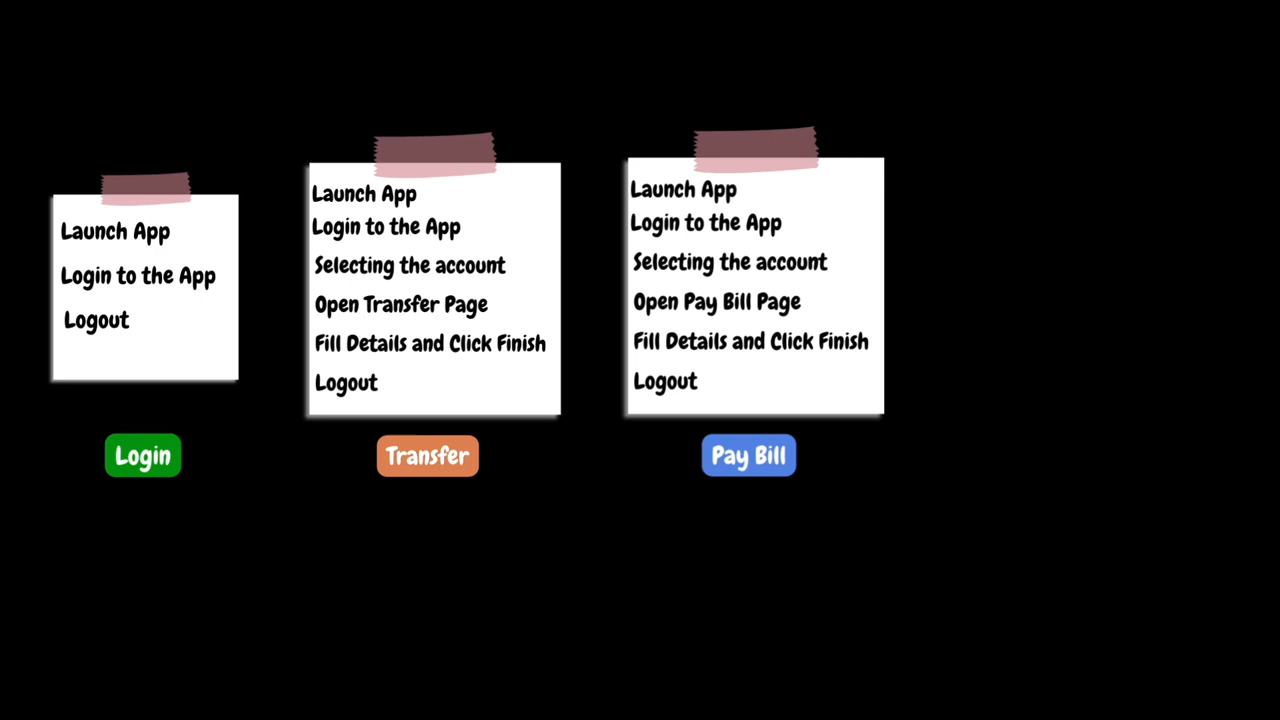 Launch App
Login to the App
Logout
Login
Launch App
Login to the App
Selecting the account
Open Transfer Page
Fill Details and Click Finish
Logout
Transfer
Launch App
Login to the App
Selecting the account
Open Pay Bill Page
Fill Details and Click Finish
Logout
Pay Bill